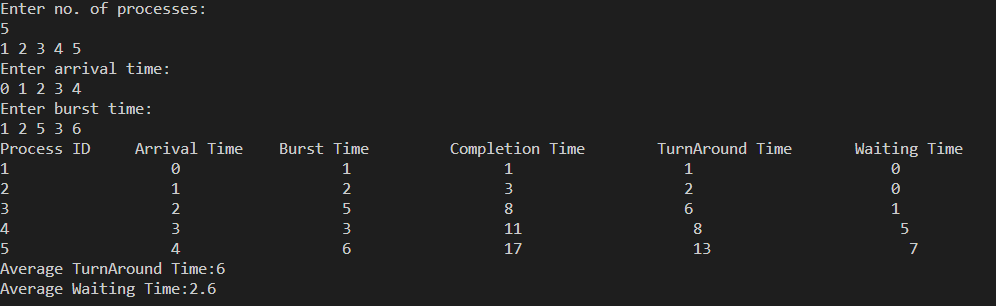 Enter no. of processes:
5
1 2 3 4 5
Enter arrival time:
0 1 2 3 4
Enter burst time:
1 2 5 3 6
Process ID Arrival Time Burst Time Completion Time TurnAround Time Waiting Time
1 0 1 1 1 0
2 1 2 3 2 0
3 2 5 8 6 1
4 3 3 11 8 5
5 4 6 17 13 7
Average TurnAround Time:6
Average Waiting Time:2.6